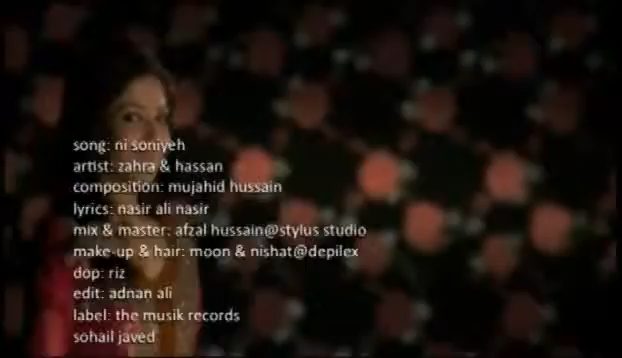 song: ni soniyeh
artist: zahra & hassan
composition: mujahid hussain
lyrics: nasir ali nasir
mix & master: afzal hussain@stylus studio
make-up & hair: moon & nishat@depilex
dop: riz
edit: adnan ali
label: the musik records
sohail javed